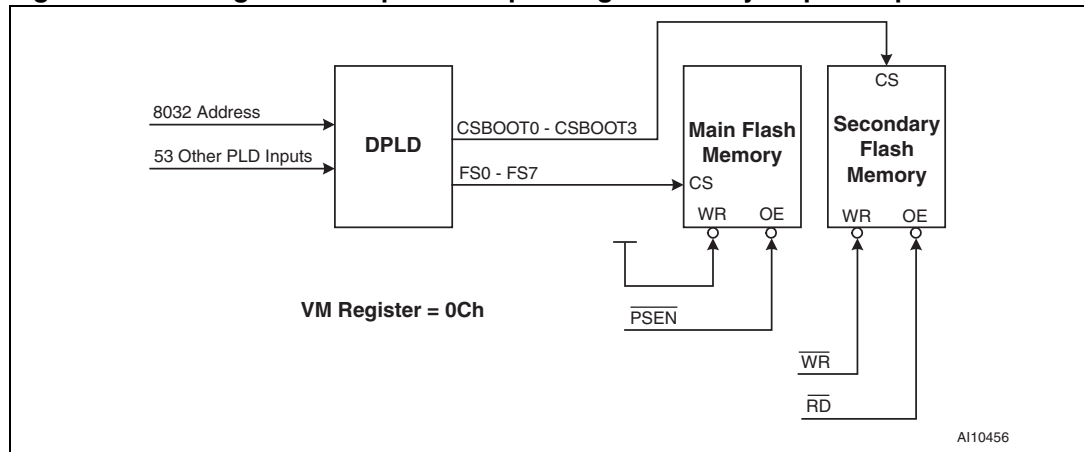 8032 Address
53 Other PLD Inputs
DPLD
CSBOOT0 - CSBOOT3
FS0 - FS7
Main Flash
Memory
CS
WR OE
CS
Secondary
Flash
Memory
WR OE
VM Register = 0Ch
PSEN
WR
RD
AI10456